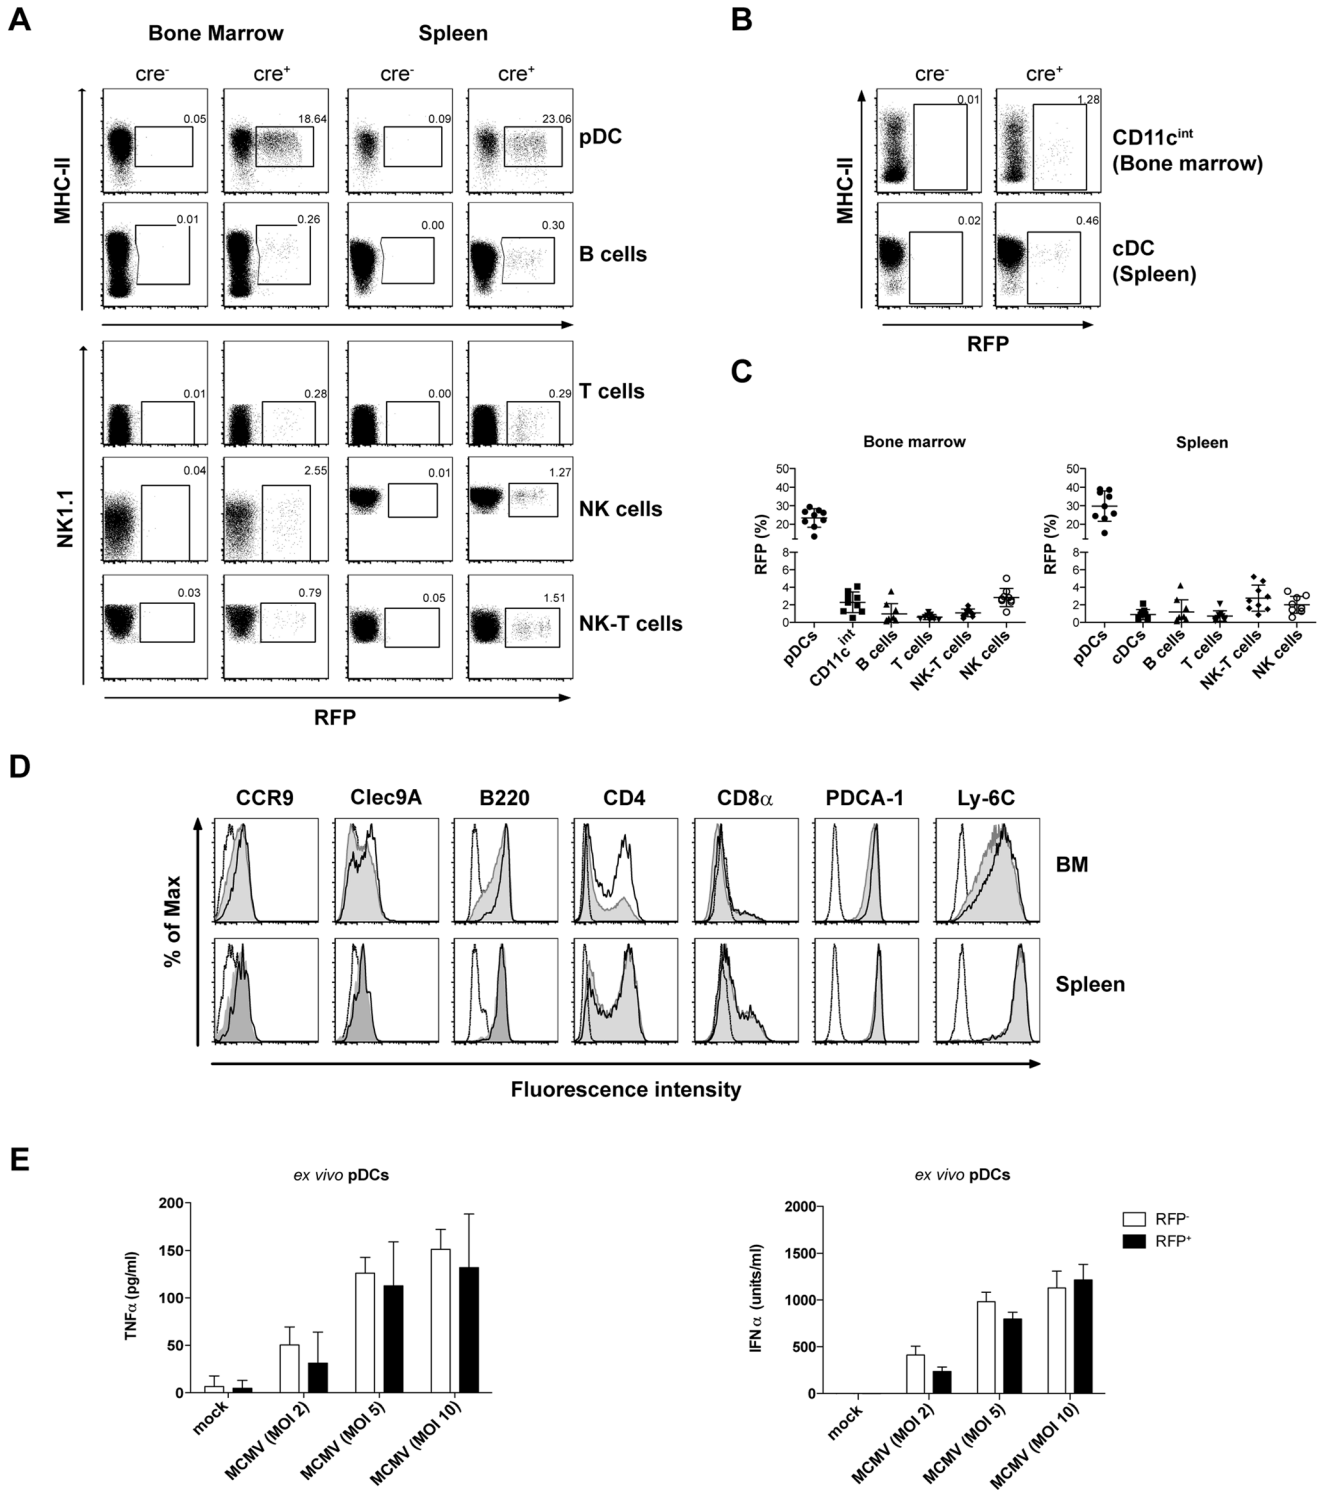 A
Bone Marrow Spleen
cre- cre+ cre- cre+
0.05 18.64 0.09 23.06
pDC
MHC-II
0.01 0.26 0.00 0.30
B cells
0.01 0.28 0.00 0.29
T cells
NK1.1
0.04 2.55 0.01 1.27
NK cells
0.03 0.79 0.05 1.51
NK-T cells
RFP
B
cre- cre+
0.01 1.28
CD11cint
(Bone marrow)
MHC-II
0.02 0.46
cDC
(Spleen)
RFP
C
Bone marrow
RFP (%)
50
40
30
20
8
6
4
2
0
pDCs CD11cint B cells T cells NK-T cells NK cells
Spleen
RFP (%)
50
40
30
20
8
6
4
2
0
pDCs cDCs B cells T cells NK-T cells NK cells
D
CCR9 Clec9A B220 CD4 CD8α PDCA-1 Ly-6C
BM
% of Max
Spleen
Fluorescence intensity
E
ex vivo pDCs
TNFα (pg/ml)
200
150
100
50
0
mock MCMV (MOI 2) MCMV (MOI 5) MCMV (MOI 10)
ex vivo pDCs
IFNα (units/ml)
2000
1500
1000
500
0
mock MCMV (MOI 2) MCMV (MOI 5) MCMV (MOI 10)
RFP-
RFP+